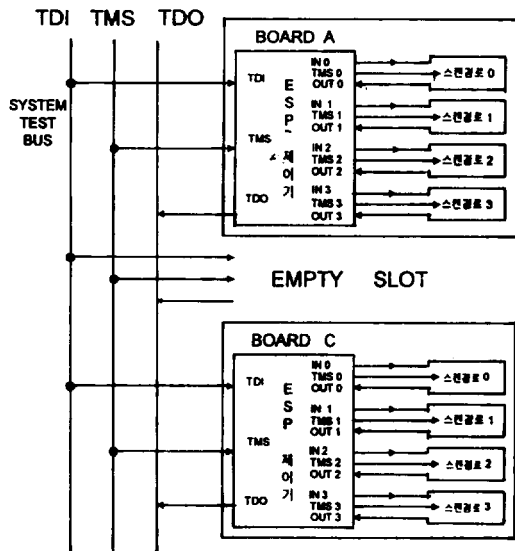 TDI TMS TDO
SYSTEM
TEST
BUS
BOARD A
TDI
TMS
TDO
E
S
P
제
어
기
IN 0
TMS 0
OUT 0
IN 1
TMS 1
OUT 1
IN 2
TMS 2
OUT 2
IN 3
TMS 3
OUT 3
스캔경로 0
스캔경로 1
스캔경로 2
스캔경로 3
EMPTY SLOT
BOARD C
TDI
TMS
TDO
E
S
P
제
어
기
IN 0
TMS 0
OUT 0
IN 1
TMS 1
OUT 1
IN 2
TMS 2
OUT 2
IN 3
TMS 3
OUT 3
스캔경로 0
스캔경로 1
스캔경로 2
스캔경로 3